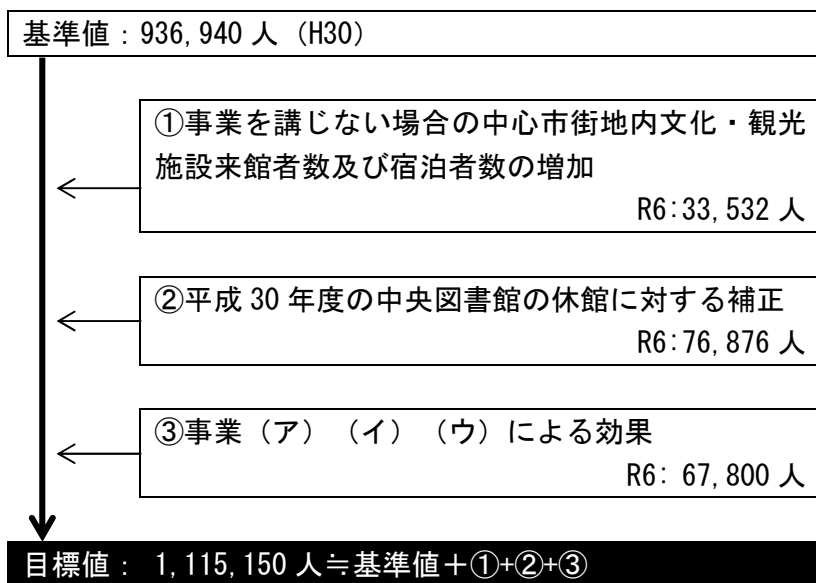 基準値：936,940 人（H30）
①事業を講じない場合の中心市街地内文化・観光
施設来館者数及び宿泊者数の増加
R6:33,532 人
②平成 30 年度の中央図書館の休館に対する補正
R6:76,876 人
③事業（ア）（イ）（ウ）による効果
R6: 67,800 人
目標値： 1,115,150 人≒基準値＋①+②+③